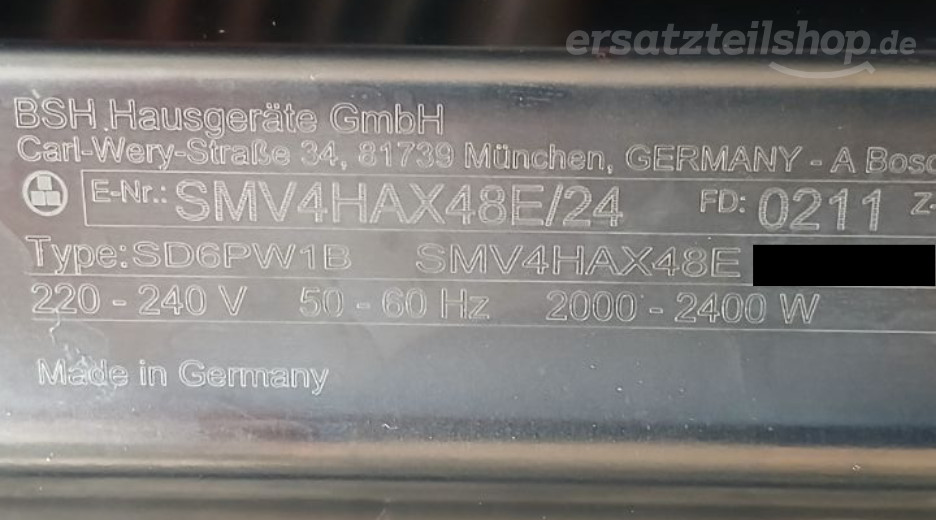 ersatzteilshop.de
BSH Hausgeräte GmbH
Carl-Wery-Straße 34, 81739 München, GERMANY - A Bosc
E-Nr.: SMV4HAX48E/24 FD: 0211 Z-
Type: SD6PW1B SMV4HAX48E
220 - 240 V 50 - 60 Hz 2000 - 2400 W
Made in Germany